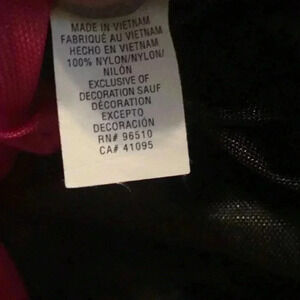 MADE IN VIETNAM
FABRIQUÉ AU VIETNAM
HECHO EN VIETNAM
100% NYLON/NYLON/
NILÓN
EXCLUSIVE OF
DECORATION SAUF
DÉCORATION
EXCEPTO
DECORACIÓN
RN# 96510
CA# 41095